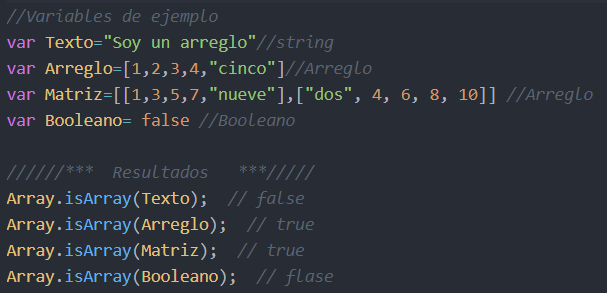 //Variables de ejemplo
var Texto="Soy un arreglo"//string
var Arreglo=[1,2,3,4,"cinco"]//Arreglo
var Matriz=[[1,3,5,7,"nueve"],["dos", 4, 6, 8, 10]] //Arreglo
var Booleano= false //Booleano
//////***  Resultados   ***/////
Array.isArray(Texto);  // false
Array.isArray(Arreglo);  // true
Array.isArray(Matriz);  // true
Array.isArray(Booleano);  // flase